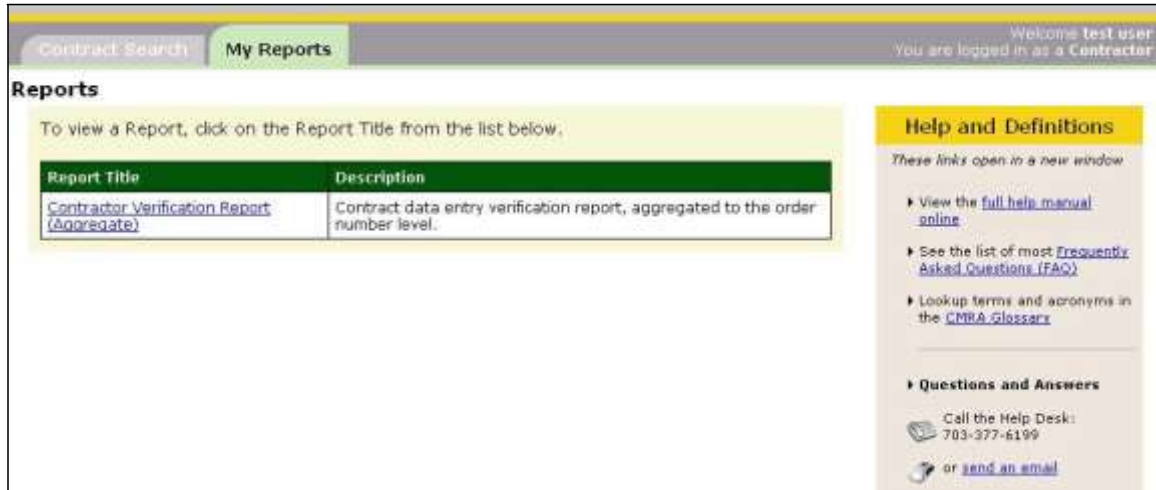 Contract Search
My Reports
Welcome test user
You are logged in as a Contractor
Reports
To view a Report, click on the Report Title from the list below.
Report Title
Description
Contractor Verification Report
(Aggregate)
Contract data entry verification report, aggregated to the order
number level.
Help and Definitions
These links open in a new window
View the full help manual
online
See the list of most Frequently
Asked Questions (FAQ)
Lookup terms and acronyms in
the CMRA Glossary
Questions and Answers
Call the Help Desk:
703-377-6199
or send an email